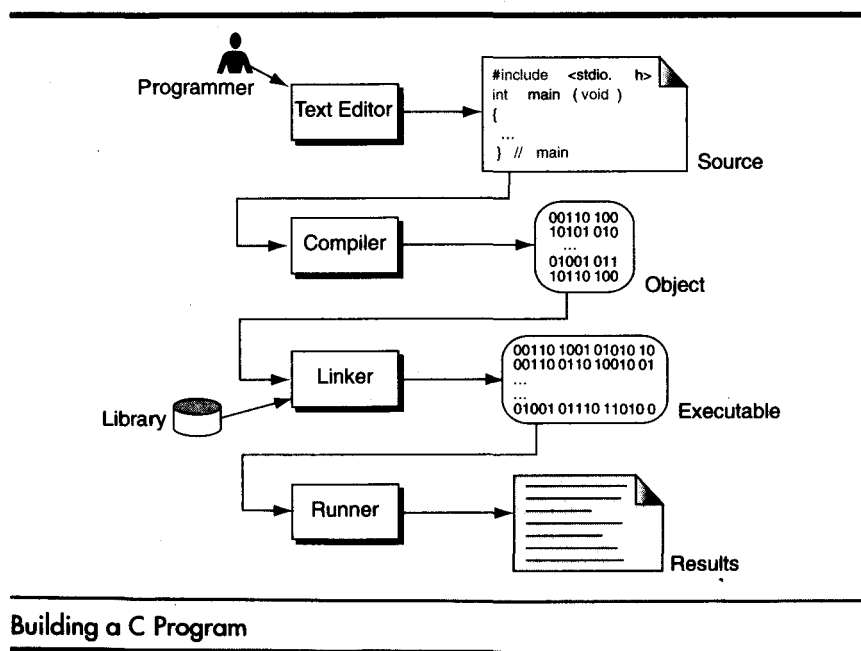 Programmer
Text Editor
#include <stdio. h>
int main ( void )
{
...
} // main
Source
Compiler
00110 100
10101 010
...
01001 011
10110 100
Object
Linker
Library
00110 1001 01010 10
00110 0110 10010 01
...
...
01001 01110 11010 0
Executable
Runner
Results
Building a C Program